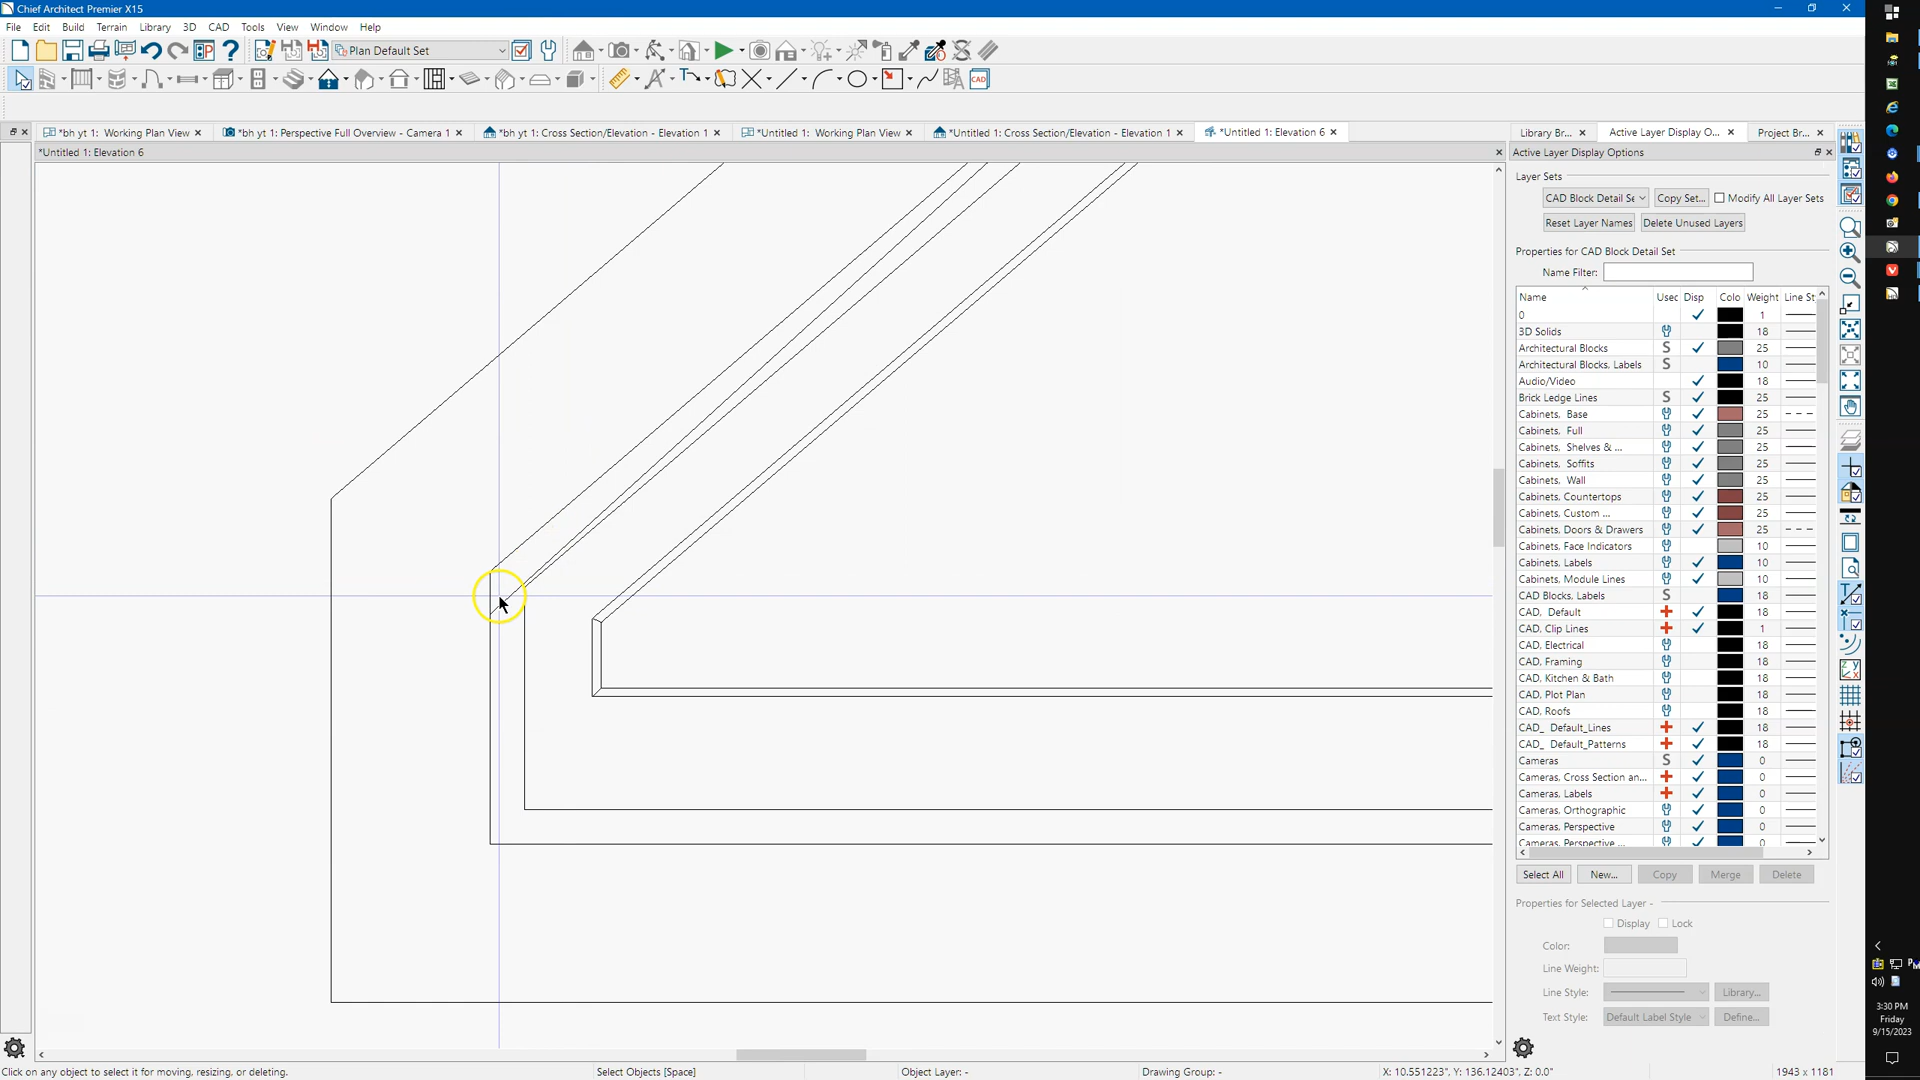 Chief Architect Premier X15
File Edit Build Terrain Library 3D CAD Tools View Window Help
Plan Default Set
*bh yt 1: Working Plan View *bh yt 1: Perspective Full Overview - Camera 1 *bh yt 1: Cross Section/Elevation - Elevation 1 *Untitled 1: Working Plan View *Untitled 1: Cross Section/Elevation - Elevation 1 *Untitled 1: Elevation 6
Library Br... Active Layer Display O... Project Br...
*Untitled 1: Elevation 6
Active Layer Display Options
Layer Sets
CAD Block Detail Se Copy Set... Modify All Layer Sets
Reset Layer Names Delete Unused Layers
Properties for CAD Block Detail Set
Name Filter:
Name Usec Disp Colo Weight Line St
0 1
3D Solids 18
Architectural Blocks S 25
Architectural Blocks, Labels S 10
Audio/Video 18
Brick Ledge Lines S 25
Cabinets, Base 25
Cabinets, Full 25
Cabinets, Shelves & ... 25
Cabinets, Soffits 25
Cabinets, Wall 25
Cabinets, Countertops 25
Cabinets, Custom ... 25
Cabinets, Doors & Drawers 25
Cabinets, Face Indicators 10
Cabinets, Labels 10
Cabinets, Module Lines 10
CAD Blocks, Labels S 18
CAD, Default 18
CAD, Clip Lines 1
CAD, Electrical 18
CAD, Framing 18
CAD, Kitchen & Bath 18
CAD, Plot Plan 18
CAD, Roofs 18
CAD_ Default_Lines 18
CAD_ Default_Patterns 18
Cameras S 0
Cameras, Cross Section an... 0
Cameras, Labels 0
Cameras, Orthographic 0
Cameras, Perspective 0
Cameras, Perspective ... 0
Select All New... Copy Merge Delete
Properties for Selected Layer -
Display Lock
Color:
Line Weight:
Line Style: Library...
Text Style: Default Label Style Define...
Click on any object to select it for moving, resizing, or deleting. Select Objects [Space] Object Layer: - Drawing Group: - X: 10.551223", Y: 136.12403", Z: 0.0" 1943 x 1181
3:30 PM
Friday
9/15/2023